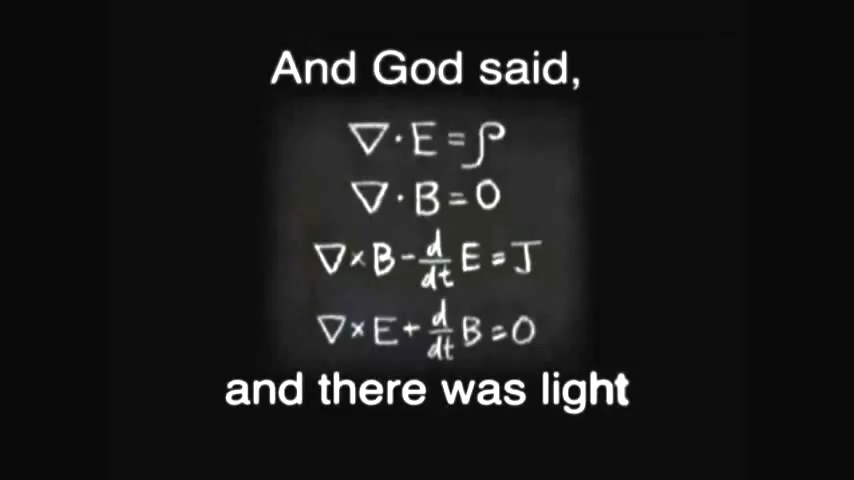 And God said,
∇·E=ρ
∇·B=0
∇×B-d/dt E=J
∇×E+d/dt B=0
and there was light